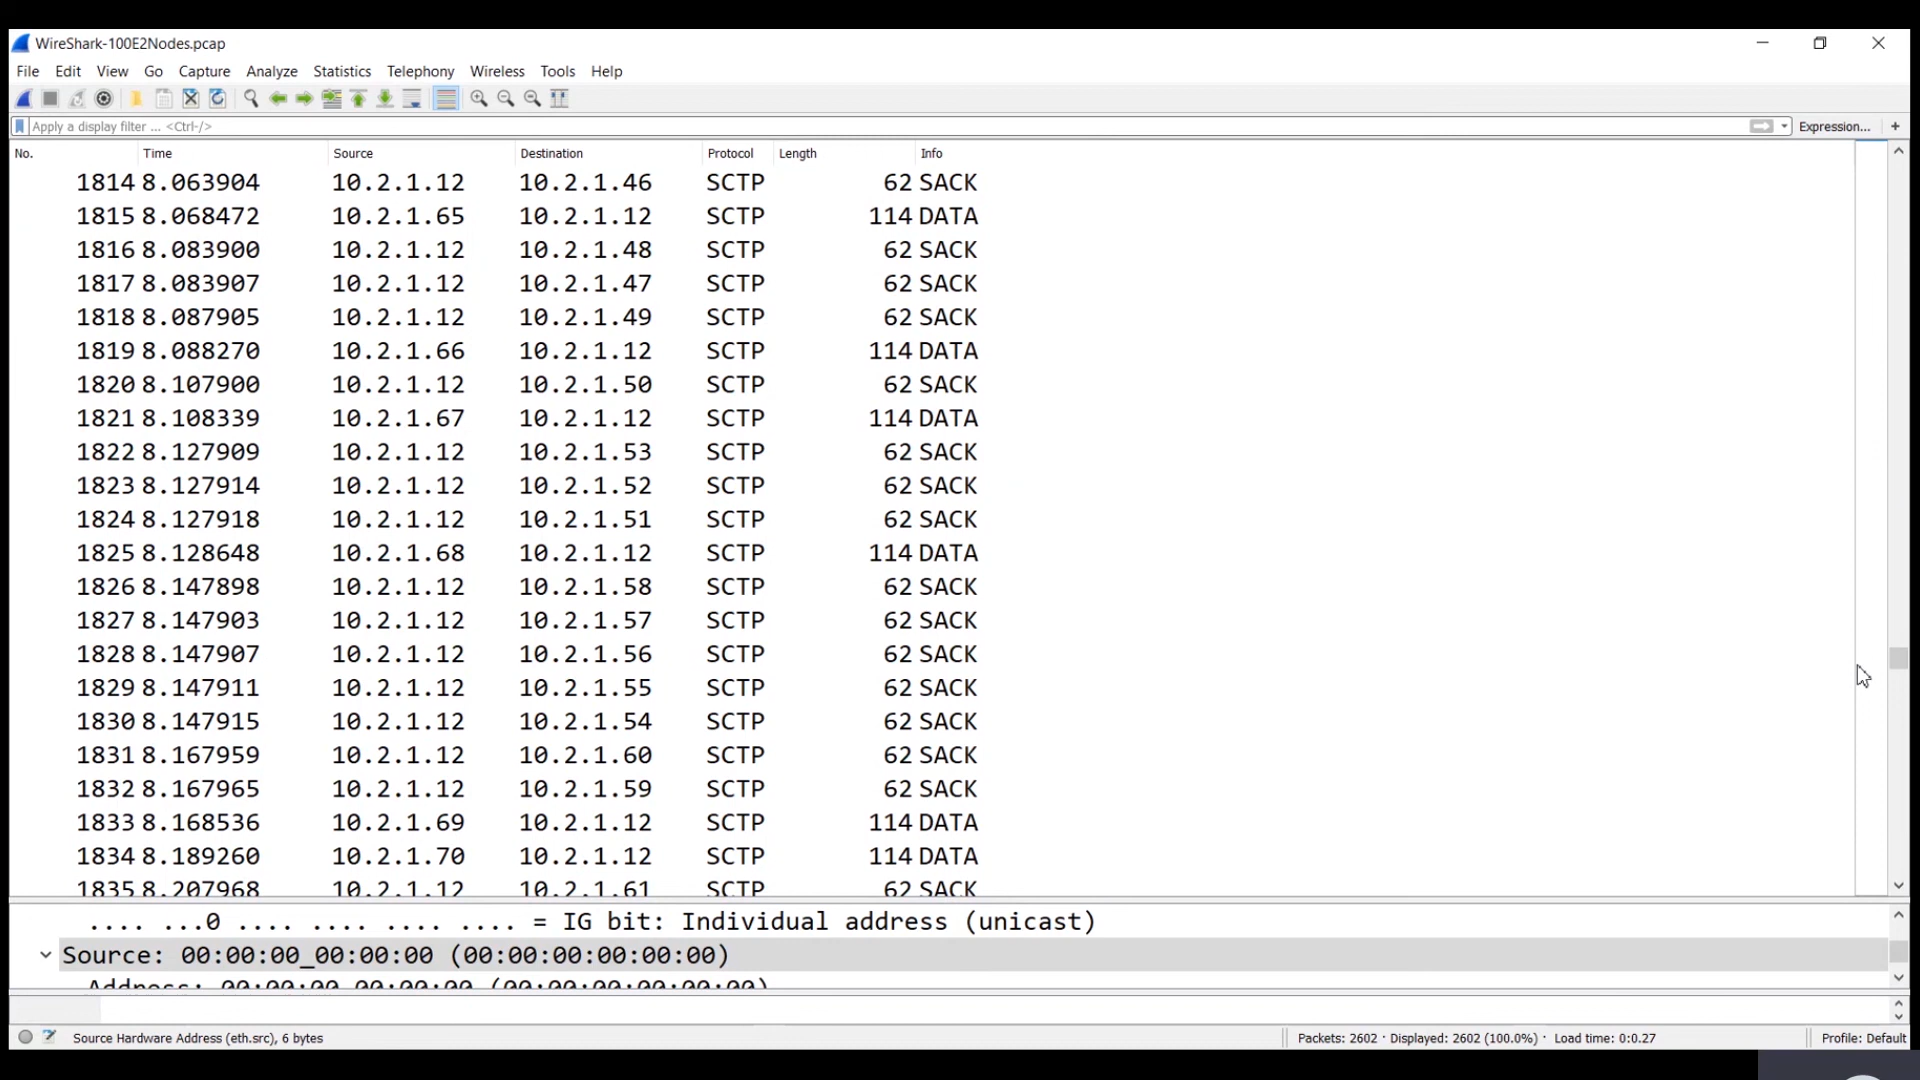 WireShark-100E2Nodes.pcap
File Edit View Go Capture Analyze Statistics Telephony Wireless Tools Help
Apply a display filter ... <Ctrl-/> Expression... +
No. Time Source Destination Protocol Length Info
1814 8.063904 10.2.1.12 10.2.1.46 SCTP 62 SACK
1815 8.068472 10.2.1.65 10.2.1.12 SCTP 114 DATA
1816 8.083900 10.2.1.12 10.2.1.48 SCTP 62 SACK
1817 8.083907 10.2.1.12 10.2.1.47 SCTP 62 SACK
1818 8.087905 10.2.1.12 10.2.1.49 SCTP 62 SACK
1819 8.088270 10.2.1.66 10.2.1.12 SCTP 114 DATA
1820 8.107900 10.2.1.12 10.2.1.50 SCTP 62 SACK
1821 8.108339 10.2.1.67 10.2.1.12 SCTP 114 DATA
1822 8.127909 10.2.1.12 10.2.1.53 SCTP 62 SACK
1823 8.127914 10.2.1.12 10.2.1.52 SCTP 62 SACK
1824 8.127918 10.2.1.12 10.2.1.51 SCTP 62 SACK
1825 8.128648 10.2.1.68 10.2.1.12 SCTP 114 DATA
1826 8.147898 10.2.1.12 10.2.1.58 SCTP 62 SACK
1827 8.147903 10.2.1.12 10.2.1.57 SCTP 62 SACK
1828 8.147907 10.2.1.12 10.2.1.56 SCTP 62 SACK
1829 8.147911 10.2.1.12 10.2.1.55 SCTP 62 SACK
1830 8.147915 10.2.1.12 10.2.1.54 SCTP 62 SACK
1831 8.167959 10.2.1.12 10.2.1.60 SCTP 62 SACK
1832 8.167965 10.2.1.12 10.2.1.59 SCTP 62 SACK
1833 8.168536 10.2.1.69 10.2.1.12 SCTP 114 DATA
1834 8.189260 10.2.1.70 10.2.1.12 SCTP 114 DATA
1835 8.207968 10.2.1.12 10.2.1.61 SCTP 62 SACK
.... ...0 .... .... .... .... = IG bit: Individual address (unicast)
Source: 00:00:00_00:00:00 (00:00:00:00:00:00)
Address: 00:00:00_00:00:00 (00:00:00:00:00:00)
Source Hardware Address (eth.src), 6 bytes Packets: 2602 · Displayed: 2602 (100.0%) · Load time: 0:0.27 Profile: Default